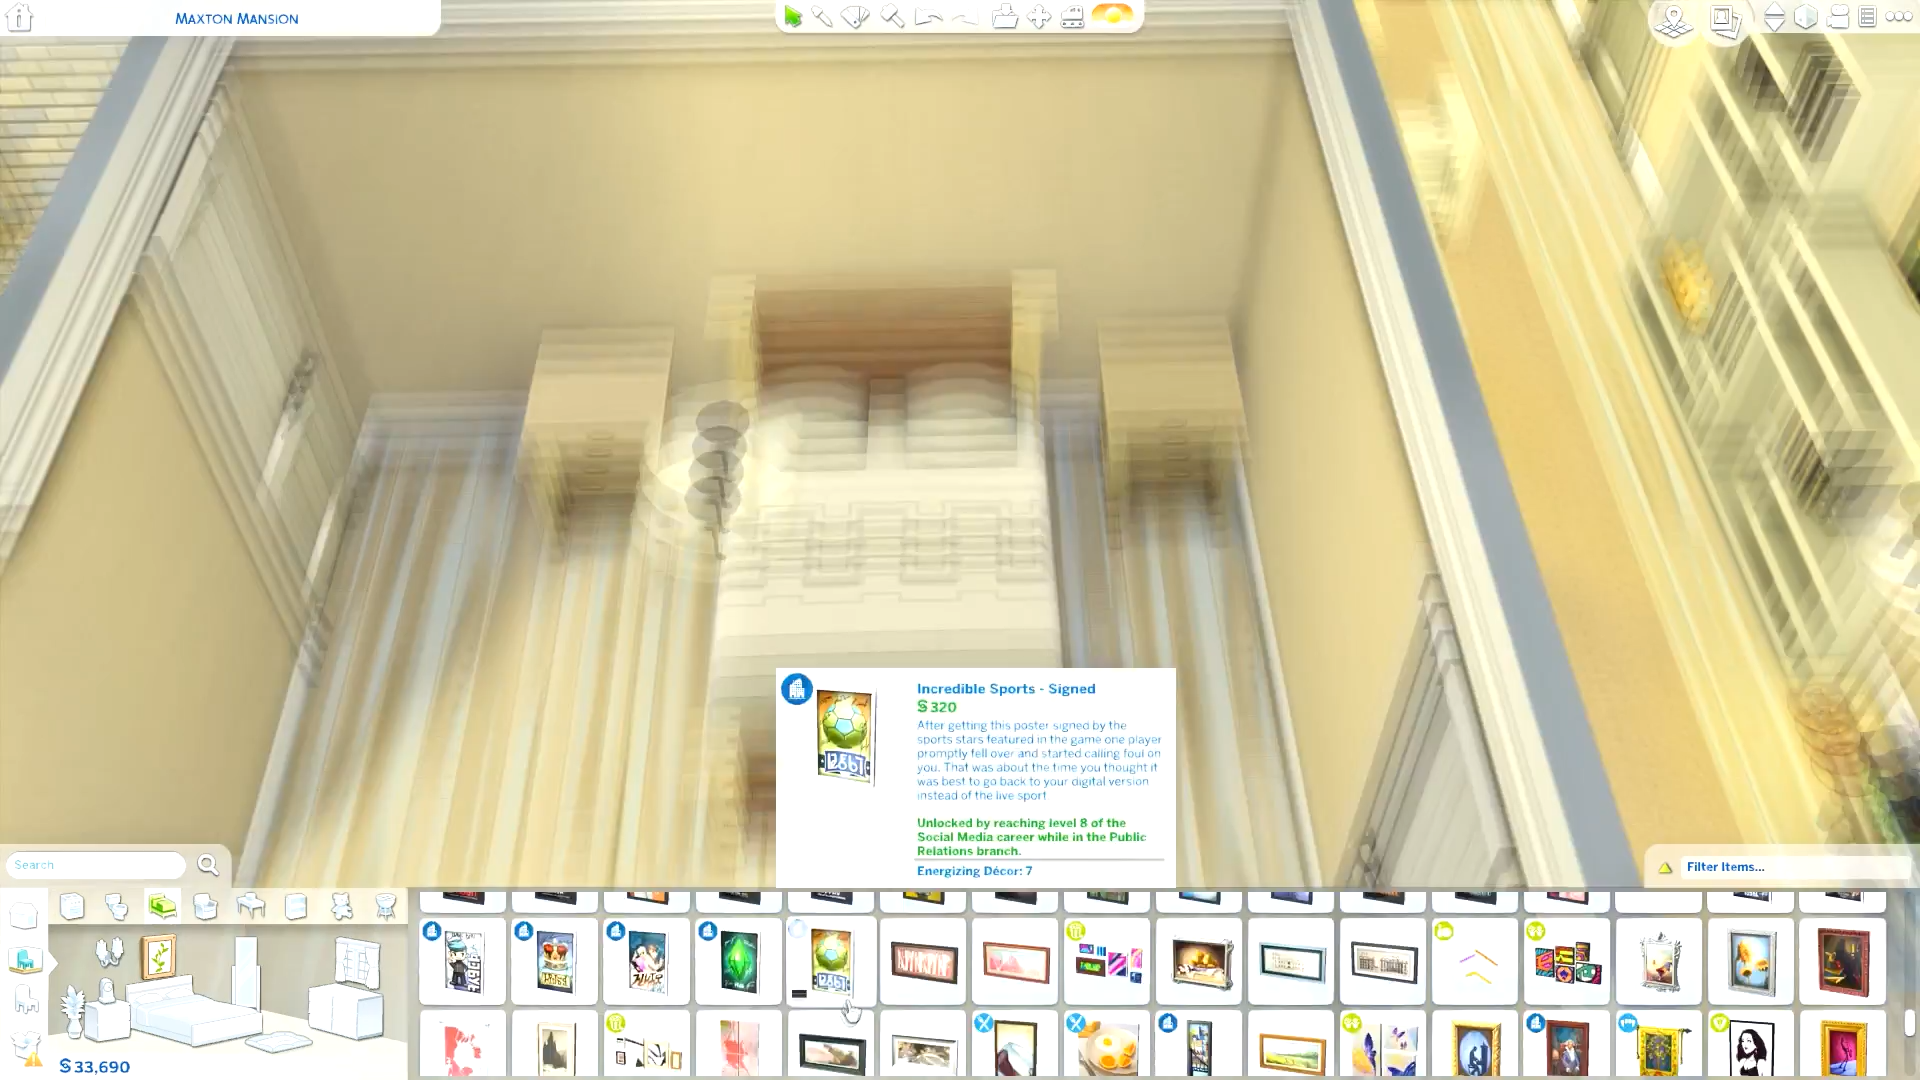 Maxton Mansion
Incredible Sports - Signed
$320
After getting this poster signed by the
sports stars featured in the game one player
promptly fell over and started calling foul on
you. That was about the time you thought it
was best to go back to your digital version
instead of the live sport
Unlocked by reaching level 8 of the
Social Media career while in the Public
Relations branch.
Energizing Décor: 7
Search
Filter Items...
$33,690